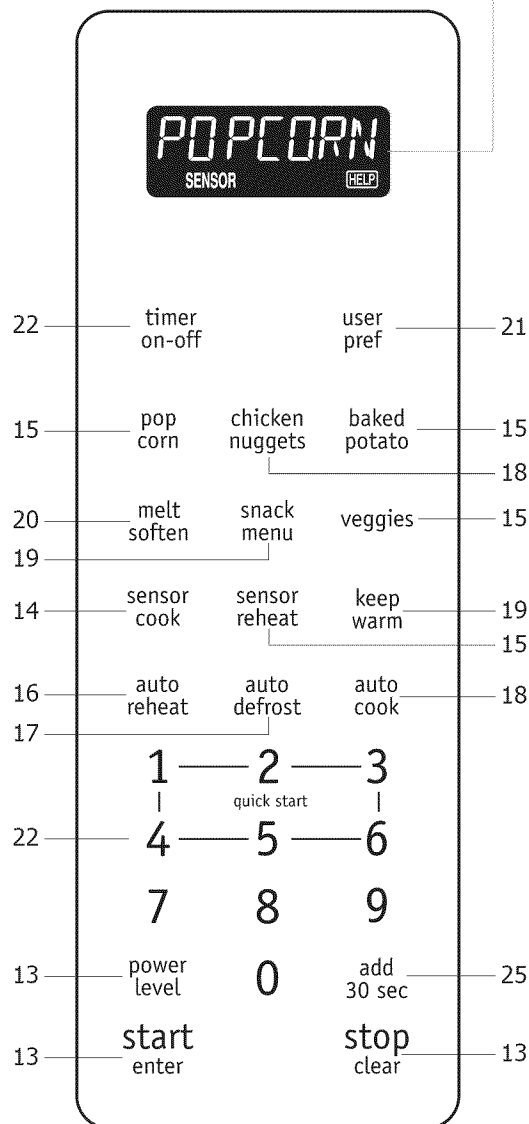 POPCORN
SENSOR HELP
22 timer on-off user pref 21
15 pop corn chicken nuggets baked potato 15
18
20 melt soften snack menu veggies 15
19
14 sensor cook sensor reheat keep warm 19
15
16 auto reheat auto defrost auto cook 18
17
1 2 3
quick start
22 4 5 6
7 8 9
13 power level 0 add 30 sec 25
13 start enter stop clear 13